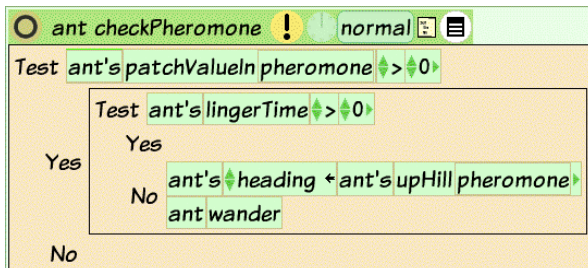 ant checkPheromone ! normal
Test ant's patchValueIn pheromone > 0
Test ant's lingerTime > 0
Yes
Yes
No ant's heading ← ant's upHill pheromone
ant wander
No